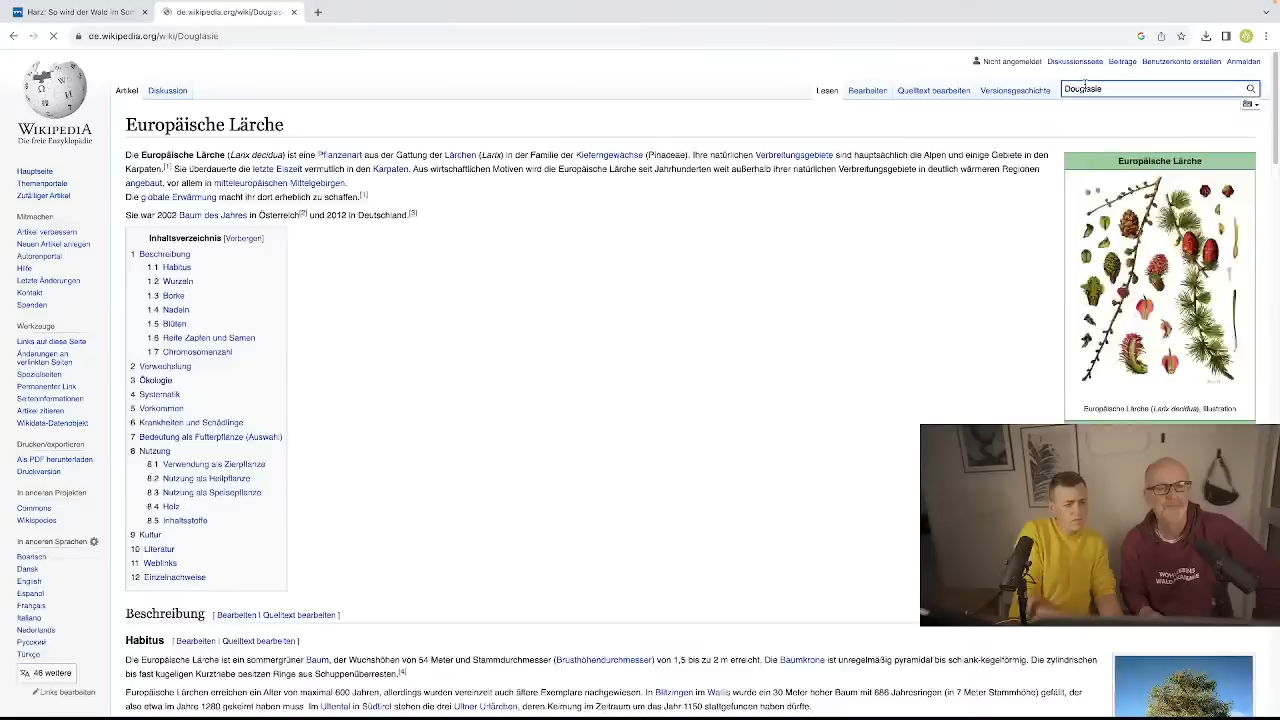 Harz: So wird der Wald im Som
de.wikipedia.org/wiki/Douglas
de.wikipedia.org/wiki/Douglasie
Nicht angemeldet Diskussionsseite Beiträge Benutzerkonto erstellen Anmelden
Artikel Diskussion Lesen Bearbeiten Quelltext bearbeiten Versionsgeschichte Douglasie
WIKIPEDIA
Die freie Enzyklopädie
Hauptseite
Themenportale
Zufälliger Artikel
Mitmachen
Artikel verbessern
Neuen Artikel anlegen
Autorenportal
Hilfe
Letzte Änderungen
Kontakt
Spenden
Werkzeuge
Links auf diese Seite
Änderungen an
verlinkten Seiten
Spezialseiten
Permanenter Link
Seiteninformationen
Artikel zitieren
Wikidata-Datenobjekt
Drucken/exportieren
Als PDF herunterladen
Druckversion
In anderen Projekten
Commons
Wikispecies
In anderen Sprachen
Boarisch
Dansk
English
Español
Français
Italiano
Nederlands
Русский
Türkçe
46 weitere
Links bearbeiten
Europäische Lärche
Die Europäische Lärche (Larix decidua) ist eine Pflanzenart aus der Gattung der Lärchen (Larix) in der Familie der Kieferngewächse (Pinaceae). Ihre natürlichen Verbreitungsgebiete sind hauptsächlich die Alpen und einige Gebiete in den
Karpaten.[1] Sie überdauerte die letzte Eiszeit vermutlich in den Karpaten. Aus wirtschaftlichen Motiven wird die Europäische Lärche seit Jahrhunderten weit außerhalb ihrer natürlichen Verbreitungsgebiete in deutlich wärmeren Regionen
angebaut, vor allem in mitteleuropäischen Mittelgebirgen.
Die globale Erwärmung macht ihr dort erheblich zu schaffen.[1]
Sie war 2002 Baum des Jahres in Österreich[2] und 2012 in Deutschland.[3]
Inhaltsverzeichnis [Verbergen]
1 Beschreibung
1.1 Habitus
1.2 Wurzeln
1.3 Borke
1.4 Nadeln
1.5 Blüten
1.6 Reife Zapfen und Samen
1.7 Chromosomenzahl
2 Verwechslung
3 Ökologie
4 Systematik
5 Vorkommen
6 Krankheiten und Schädlinge
7 Bedeutung als Futterpflanze (Auswahl)
8 Nutzung
8.1 Verwendung als Zierpflanze
8.2 Nutzung als Heilpflanze
8.3 Nutzung als Speisepflanze
8.4 Holz
8.5 Inhaltsstoffe
9 Kultur
10 Literatur
11 Weblinks
12 Einzelnachweise
Europäische Lärche
Europäische Lärche (Larix decidua), Illustration
Beschreibung [ Bearbeiten | Quelltext bearbeiten ]
Habitus [ Bearbeiten | Quelltext bearbeiten ]
Die Europäische Lärche ist ein sommergrüner Baum, der Wuchshöhen von 54 Meter und Stammdurchmesser (Brusthöhendurchmesser) von 1,5 bis zu 2 m erreicht. Die Baumkrone ist unregelmäßig pyramidal bis schlank-kegelförmig. Die zylindrischen
bis fast kugeligen Kurztriebe besitzen Ringe aus Schuppenüberresten.[4]
Europäische Lärchen erreichen ein Alter von maximal 600 Jahren, allerdings wurden vereinzelt auch ältere Exemplare nachgewiesen. In Blitzingen im Wallis wurde ein 30 Meter hoher Baum mit 686 Jahresringen (in 7 Meter Stammhöhe) gefällt, der
also etwa im Jahre 1280 gekeimt haben muss. Im Ultental in Südtirol stehen die drei Ultner Urlärchen, deren Keimung im Zeitraum um das Jahr 1150 stattgefunden haben dürfte.
WOHLLEBENS
WALDAKADEMIE